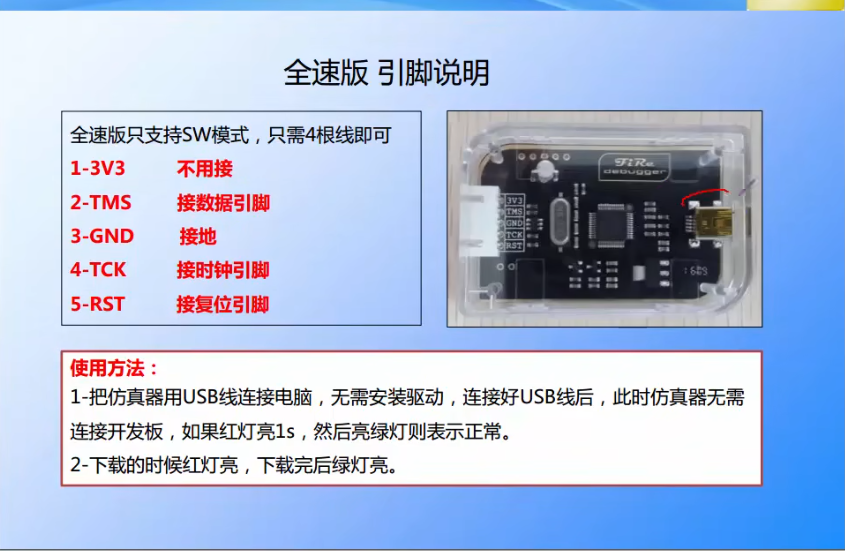 全速版 引脚说明
全速版只支持SW模式，只需4根线即可
1-3V3 不用接
2-TMS 接数据引脚
3-GND 接地
4-TCK 接时钟引脚
5-RST 接复位引脚
FiRe
debugger
3V3
TMS
GND
TCK
RST
使用方法：
1-把仿真器用USB线连接电脑，无需安装驱动，连接好USB线后，此时仿真器无需
连接开发板，如果红灯亮1s，然后亮绿灯则表示正常。
2-下载的时候红灯亮，下载完后绿灯亮。